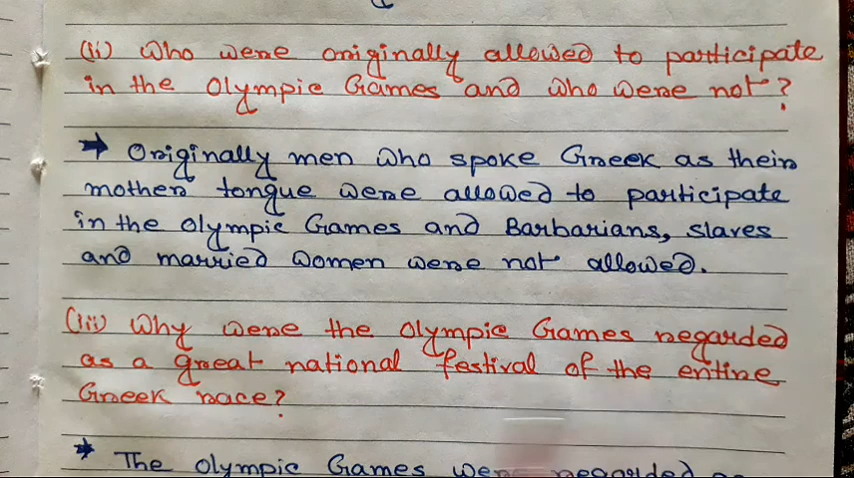 (ii) Who were originally allowed to participate
in the Olympic Games and who were not?
→ Originally men who spoke Greek as their
mother tongue were allowed to participate
in the Olympic Games and Barbarians, slaves
and married women were not allowed.
(iii) Why were the Olympic Games regarded
as a great national festival of the entire
Greek race?
→ The Olympic Games were regarded as